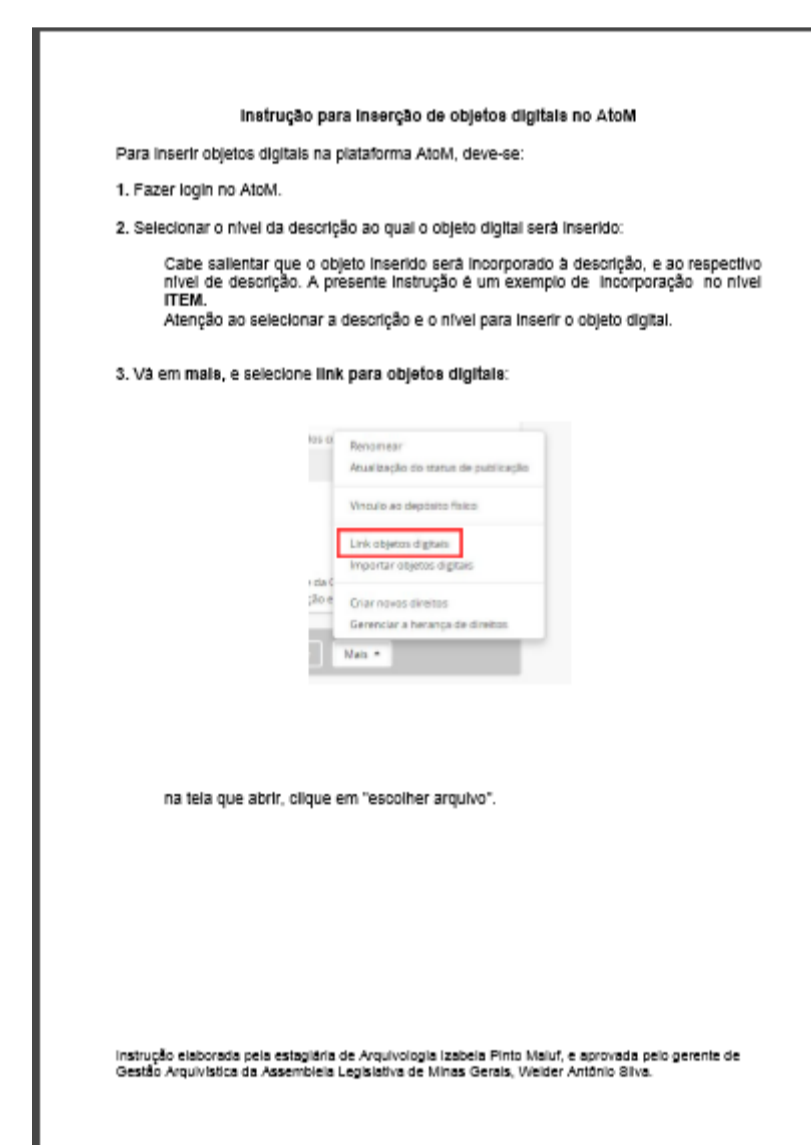 Instrução para inserção de objetos digitais no AtoM
Para inserir objetos digitais na plataforma AtoM, deve-se:
1. Fazer login no AtoM.
2. Selecionar o nível da descrição ao qual o objeto digital será inserido:
Cabe salientar que o objeto inserido será incorporado à descrição, e ao respectivo
nível de descrição. A presente instrução é um exemplo de incorporação no nível
ITEM.
Atenção ao selecionar a descrição e o nível para inserir o objeto digital.
3. Vá em mais, e selecione link para objetos digitais:
Renomear
Atualização do status de publicação
Vínculo ao depósito físico
Link objetos digitais
Importar objetos digitais
da
ção e
Criar novos direitos
Gerenciar a herança de direitos
Mais
na tela que abrir, clique em "escolher arquivo".
Instrução elaborada pela estagiária de Arquivologia Izabela Pinto Maluf, e aprovada pelo gerente de
Gestão Arquivística da Assembleia Legislativa de Minas Gerais, Welder Antônio Silva.